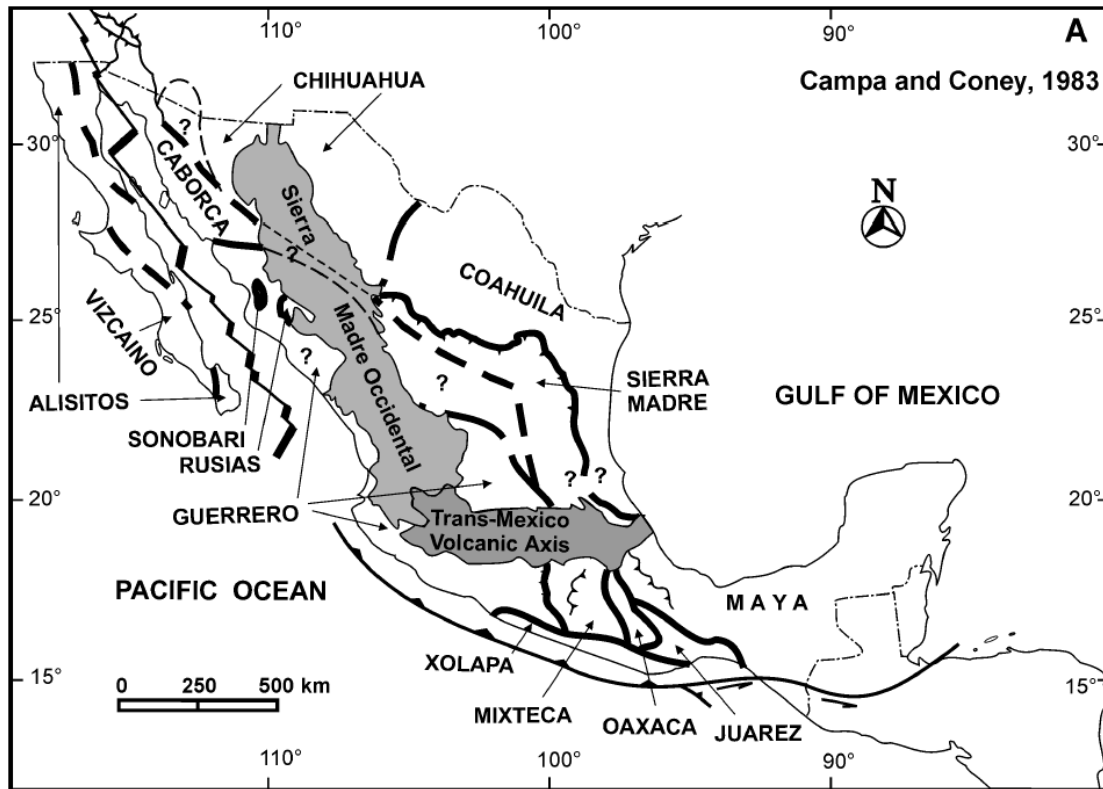 110°
100°
90°
A
Campa and Coney, 1983
CHIHUAHUA
30°
?
CABORCA
N
30°
Sierra
?
COAHUILA
25°
VIZCAINO
Madre Occidental
25°
?
?
SIERRA
MADRE
GULF OF MEXICO
ALISITOS
SONOBARI
RUSIAS
?
?
20°
GUERRERO
20°
Trans-Mexico
Volcanic Axis
PACIFIC OCEAN
MAYA
XOLAPA
15°
15°
0 250 500 km
MIXTECA
OAXACA
JUAREZ
110°
100°
90°